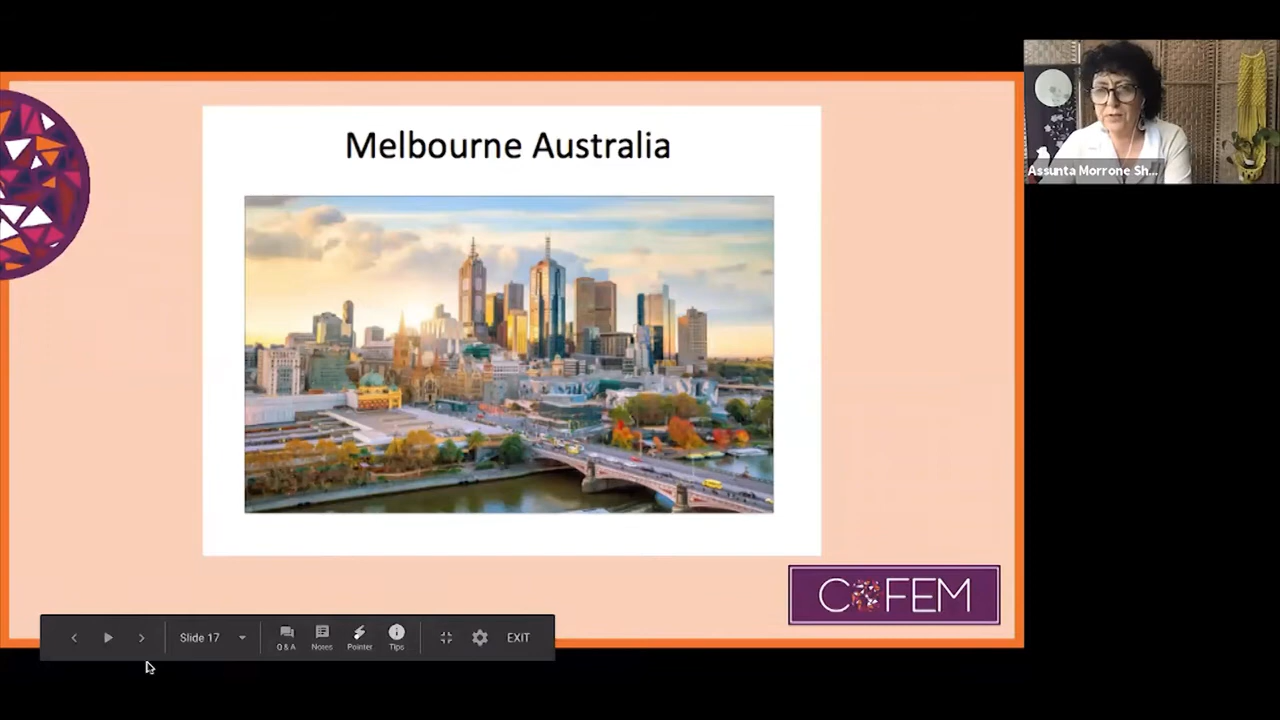 Melbourne Australia
Assunta Morrone Sh...
COFEM
Slide 17
Q & A
Notes
Pointer
Tips
EXIT